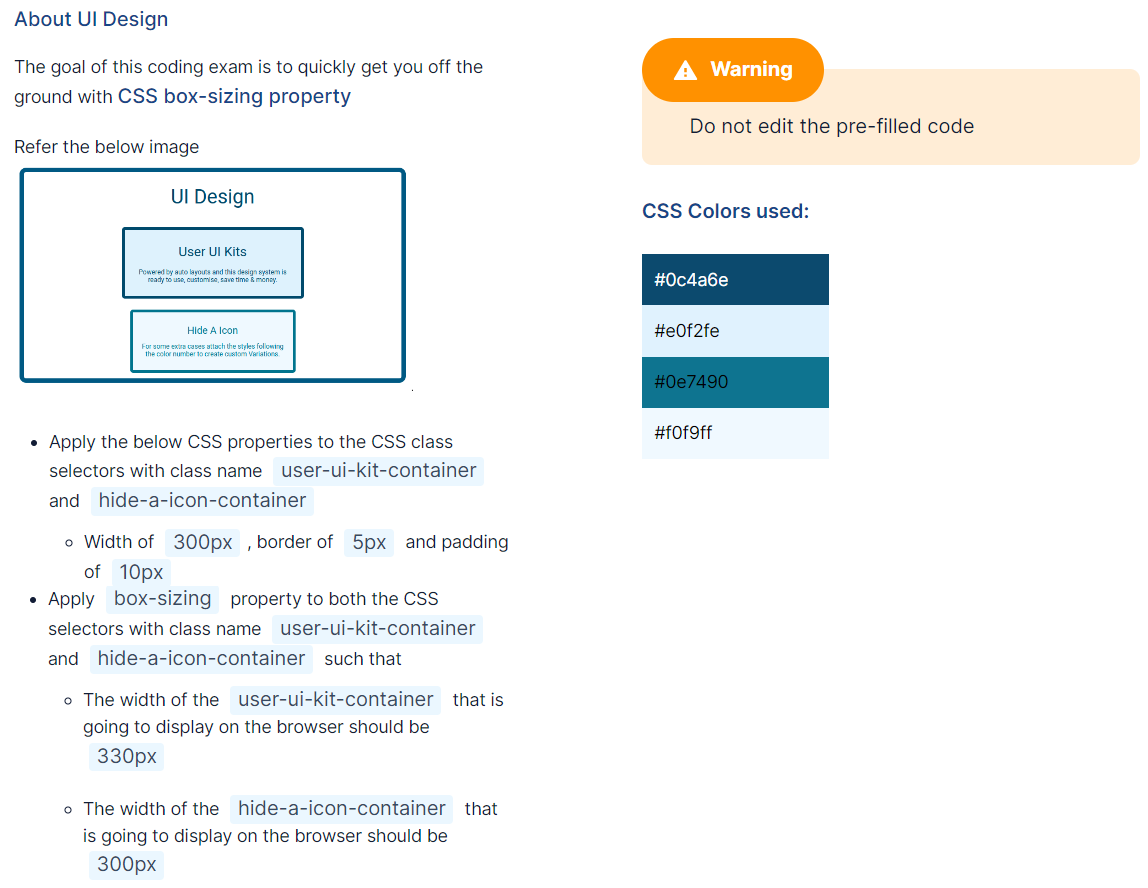 About UI Design
The goal of this coding exam is to quickly get you off the
ground with CSS box-sizing property
Refer the below image
UI Design
User UI Kits
Powered by auto layouts and this design system is
ready to use, customise, save time & money.
Hide A Icon
For some extra cases attach the styles following
the color number to create custom Variations.
.
Apply the below CSS properties to the CSS class
selectors with class name user-ui-kit-container
and hide-a-icon-container
Width of 300px , border of 5px and padding
of 10px
Apply box-sizing property to both the CSS
selectors with class name user-ui-kit-container
and hide-a-icon-container such that
The width of the user-ui-kit-container that is
going to display on the browser should be
330px
The width of the hide-a-icon-container that
is going to display on the browser should be
300px
Warning
Do not edit the pre-filled code
CSS Colors used:
#0c4a6e
#e0f2fe
#0e7490
#f0f9ff